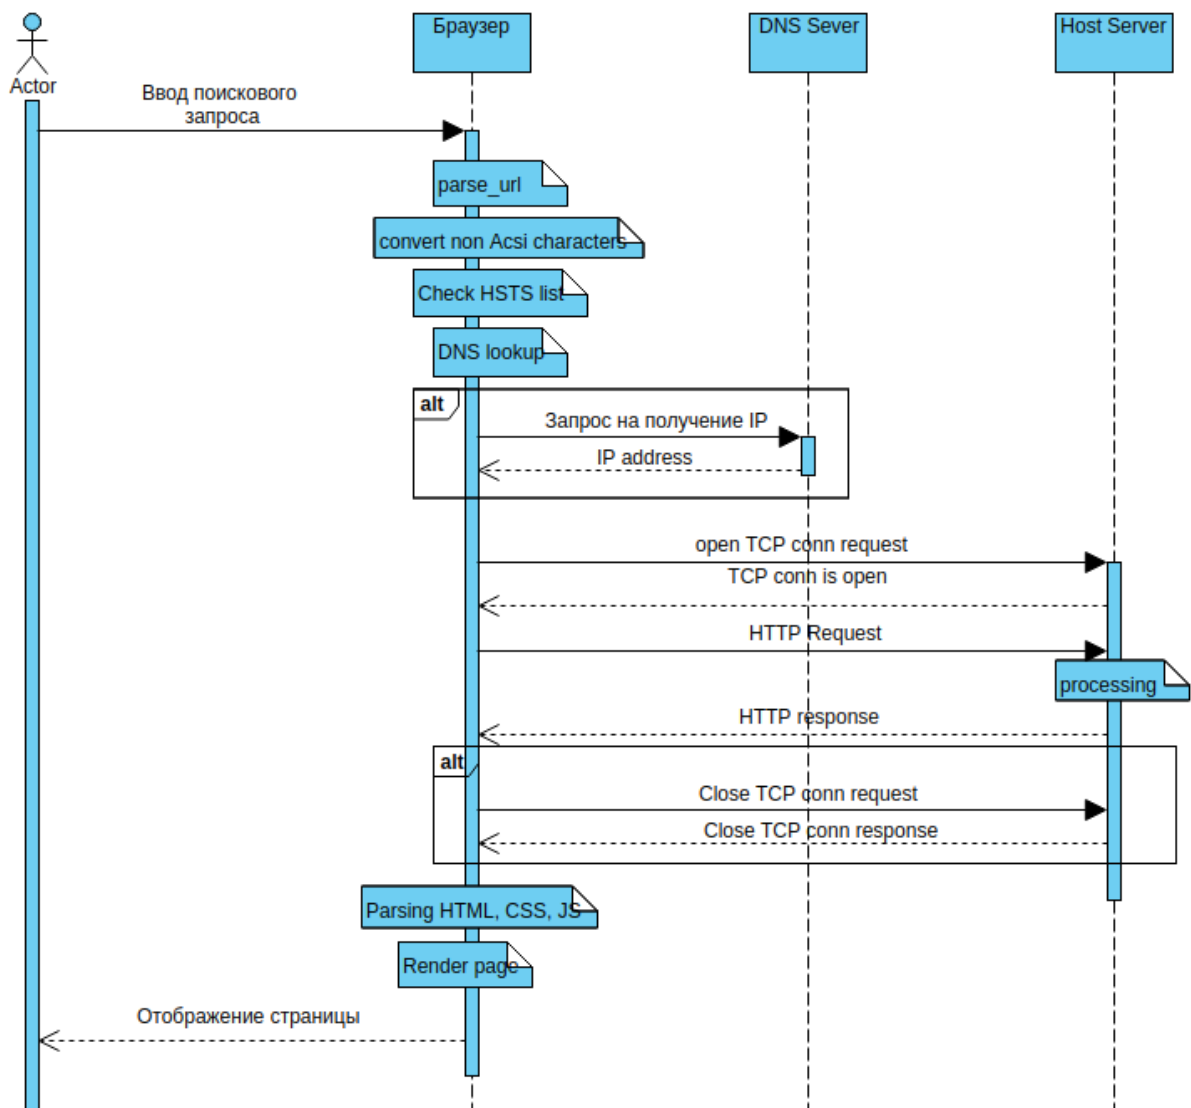 Браузер
DNS Sever
Host Server
Actor
Ввод поискового
запроса
parse_url
convert non Acsi characters
Check HSTS list
DNS lookup
alt
Запрос на получение IP
IP address
open TCP conn request
TCP conn is open
HTTP Request
processing
HTTP response
alt
Close TCP conn request
Close TCP conn response
Parsing HTML, CSS, JS
Render page
Отображение страницы